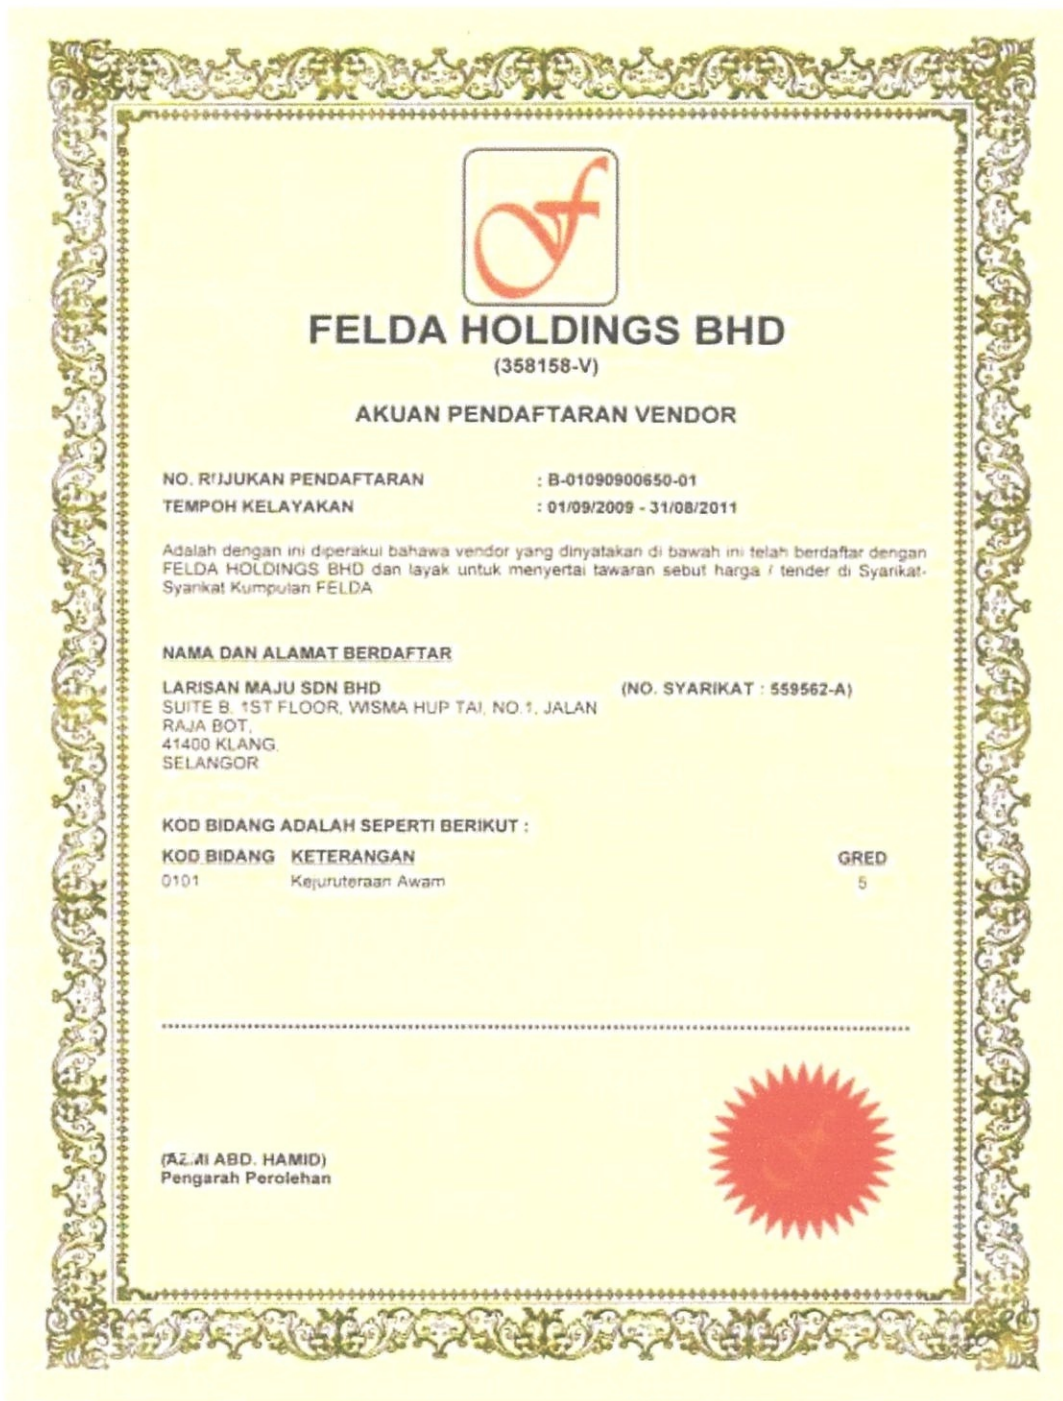 FELDA HOLDINGS BHD
(358158-V)
AKUAN PENDAFTARAN VENDOR
NO. RUJUKAN PENDAFTARAN : B-01090900650-01
TEMPOH KELAYAKAN : 01/09/2009 - 31/08/2011
Adalah dengan ini diperakui bahawa vendor yang dinyatakan di bawah ini telah berdaftar dengan
FELDA HOLDINGS BHD dan layak untuk menyertai tawaran sebut harga / tender di Syarikat-
Syarikat Kumpulan FELDA
NAMA DAN ALAMAT BERDAFTAR
LARISAN MAJU SDN BHD (NO. SYARIKAT : 559562-A)
SUITE B, 1ST FLOOR, WISMA HUP TAI, NO.1, JALAN
RAJA BOT,
41400 KLANG,
SELANGOR
KOD BIDANG ADALAH SEPERTI BERIKUT :
KOD BIDANG KETERANGAN GRED
0101 Kejuruteraan Awam 5
ABD. HAMID)
Pengarah Perolehan